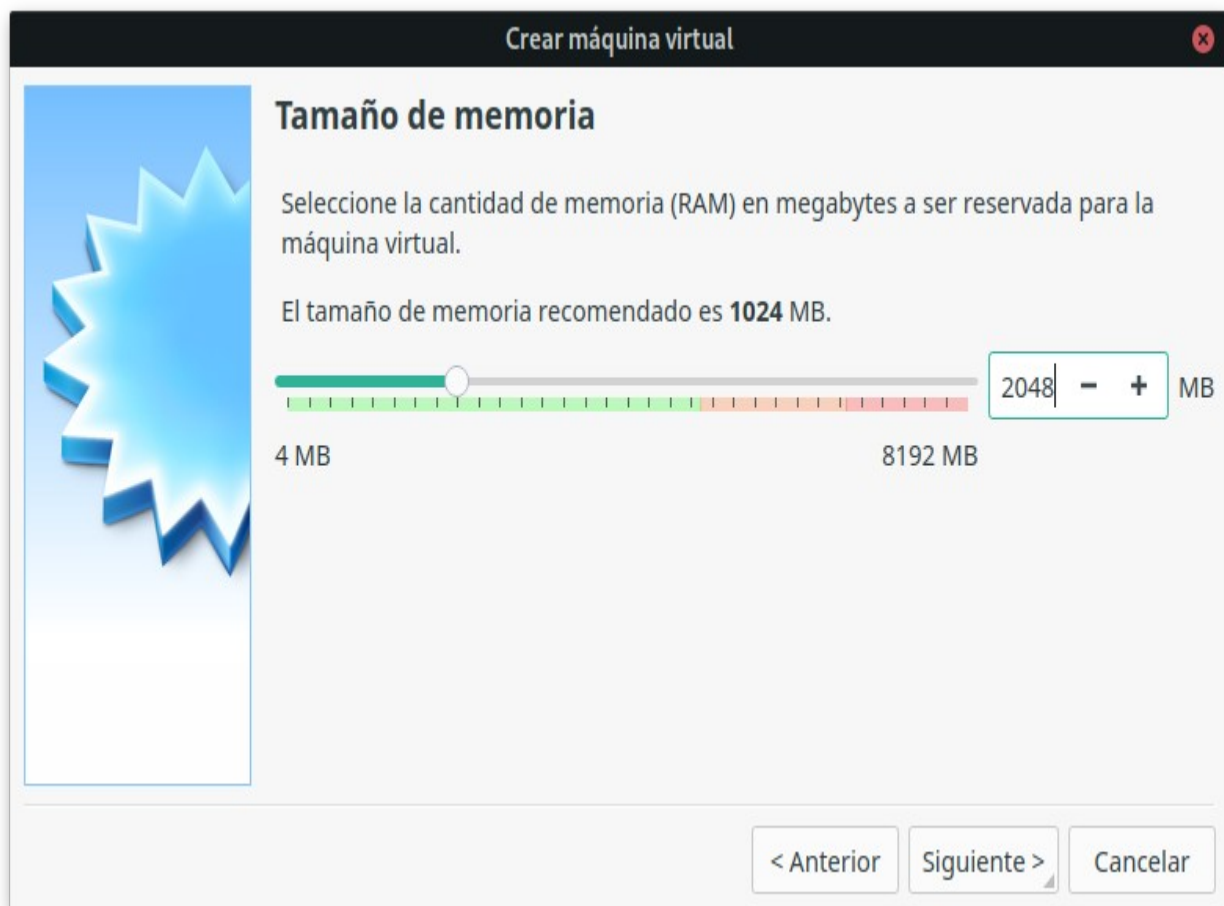 Crear máquina virtual
Tamaño de memoria
Seleccione la cantidad de memoria (RAM) en megabytes a ser reservada para la
máquina virtual.
El tamaño de memoria recomendado es 1024 MB.
2048 − + MB
4 MB 8192 MB
< Anterior Siguiente > Cancelar